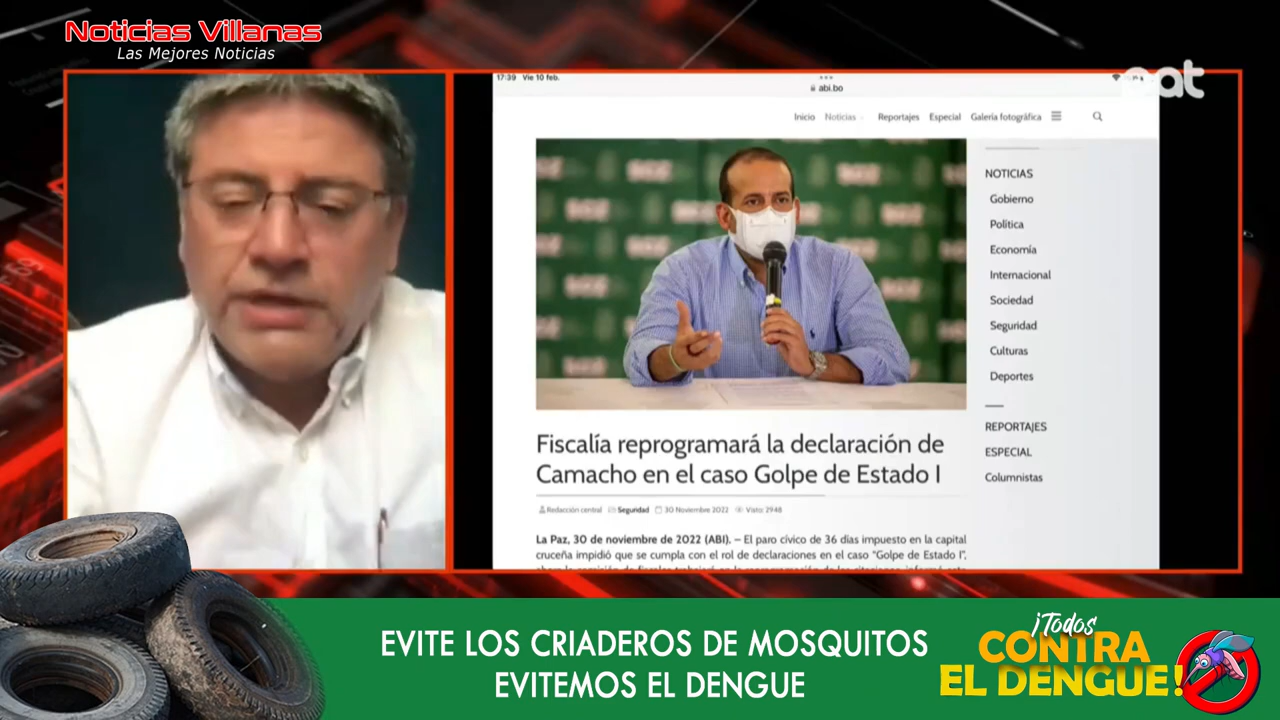 Noticias Villanas
Las Mejores Noticias
17:39 Vie 10 feb.
abi.bo
Inicio Noticias Reportajes Especial Galería fotográfica
NOTICIAS
Gobierno
Política
Economía
Internacional
Sociedad
Seguridad
Culturas
Deportes
REPORTAJES
ESPECIAL
Columnistas
Fiscalía reprogramará la declaración de
Camacho en el caso Golpe de Estado I
Redacción central Seguridad 30 Noviembre 2022 Visto: 2948
La Paz, 30 de noviembre de 2022 (ABI). – El paro cívico de 36 días impuesto en la capital
cruceña impidió que se cumpla con el rol de declaraciones en el caso “Golpe de Estado I”,
EVITE LOS CRIADEROS DE MOSQUITOS
EVITEMOS EL DENGUE
¡Todos
CONTRA
EL DENGUE!